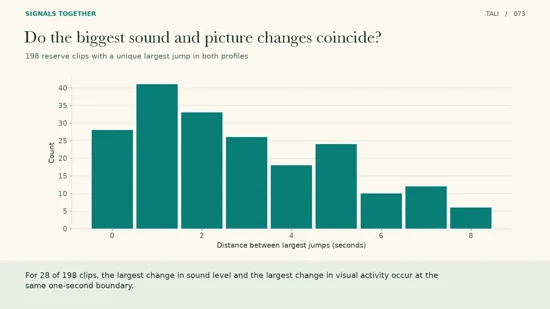 SIGNALS TOGETHER
TALI / 073
Do the biggest sound and picture changes coincide?
198 reserve clips with a unique largest jump in both profiles
40
35
30
25
20
15
10
5
0
Count
0 2 4 6 8
Distance between largest jumps (seconds)
For 28 of 198 clips, the largest change in sound level and the largest change in visual activity occur at the
same one-second boundary.